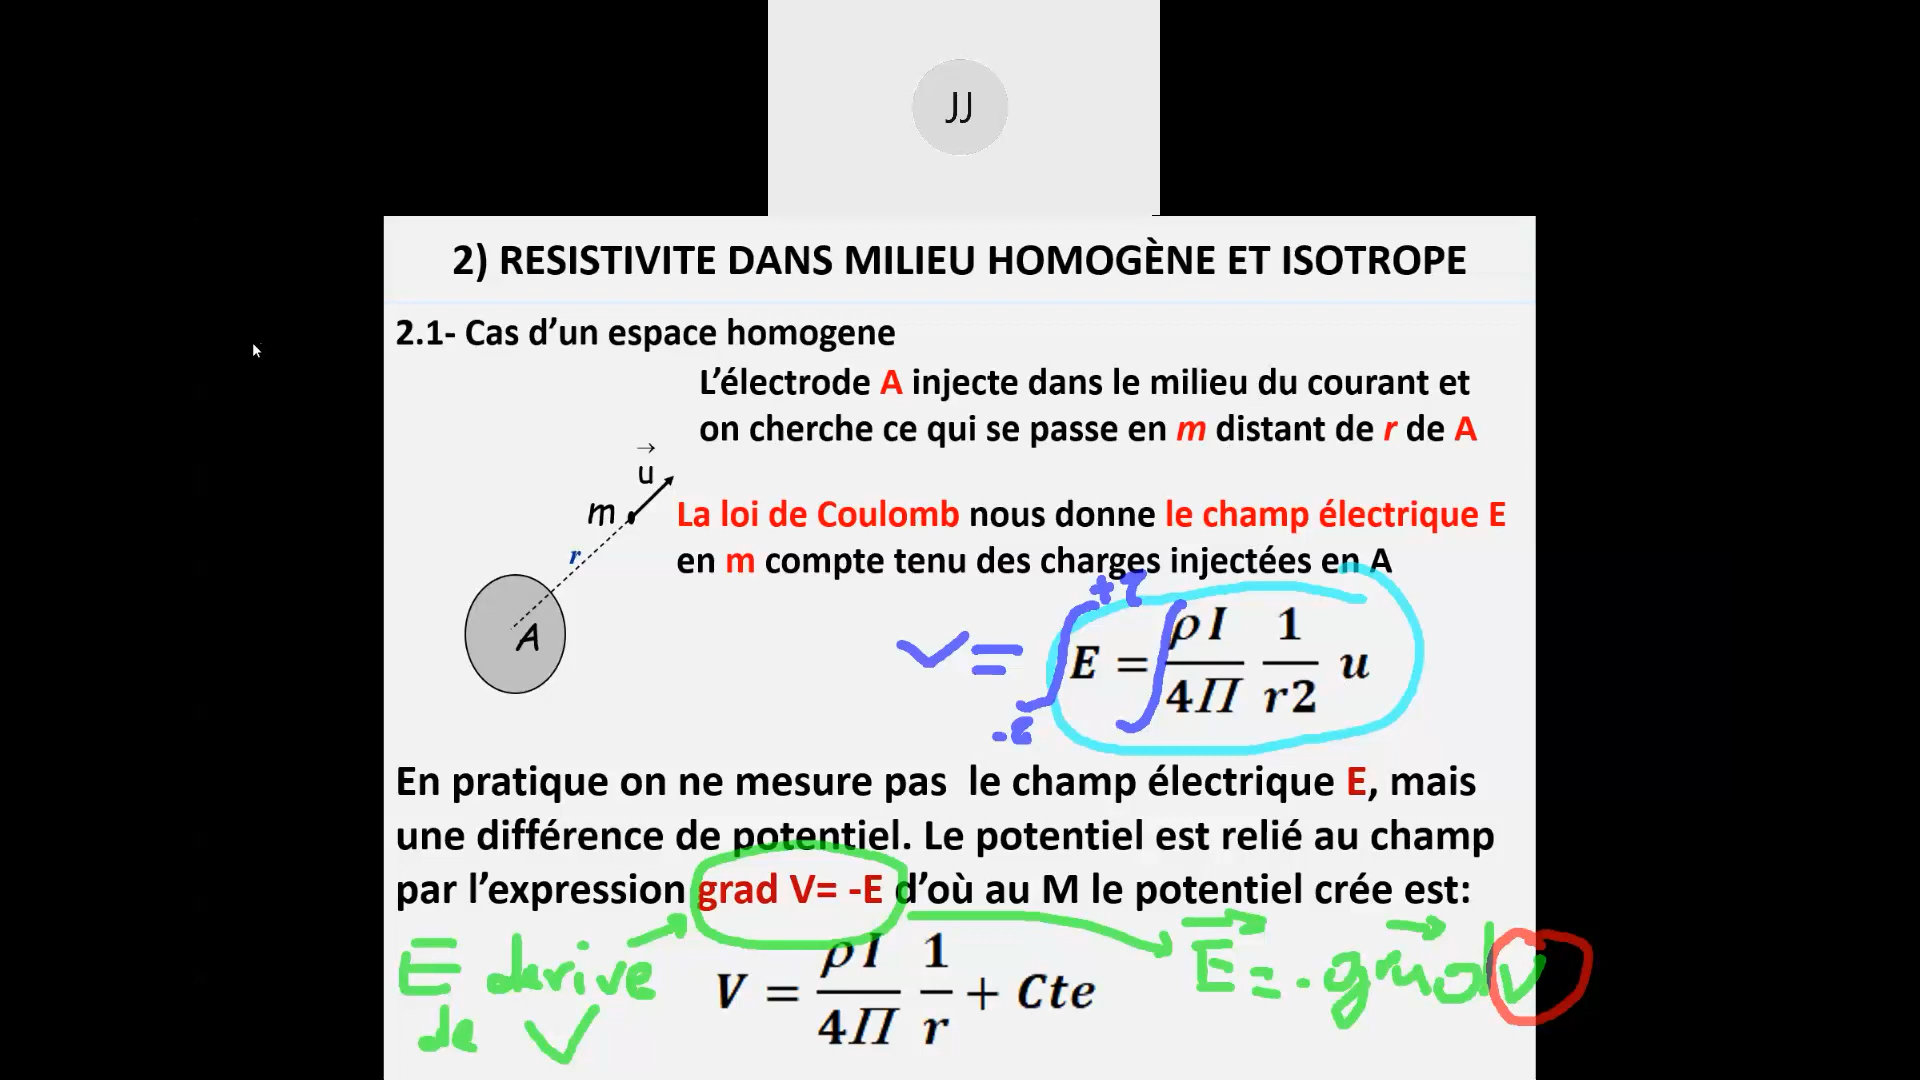 JJ
2) RESISTIVITE DANS MILIEU HOMOGÈNE ET ISOTROPE
2.1- Cas d’un espace homogene
L’électrode A injecte dans le milieu du courant et
on cherche ce qui se passe en m distant de r de A
u
m
La loi de Coulomb nous donne le champ électrique E
en m compte tenu des charges injectées en A
r
A
V = E = ρI/4Π 1/r2 u
En pratique on ne mesure pas le champ électrique E, mais
une différence de potentiel. Le potentiel est relié au champ
par l’expression grad V= -E d’où au M le potentiel crée est:
E derive
de V
V = ρI/4Π 1/r + Cte
E = - grad V